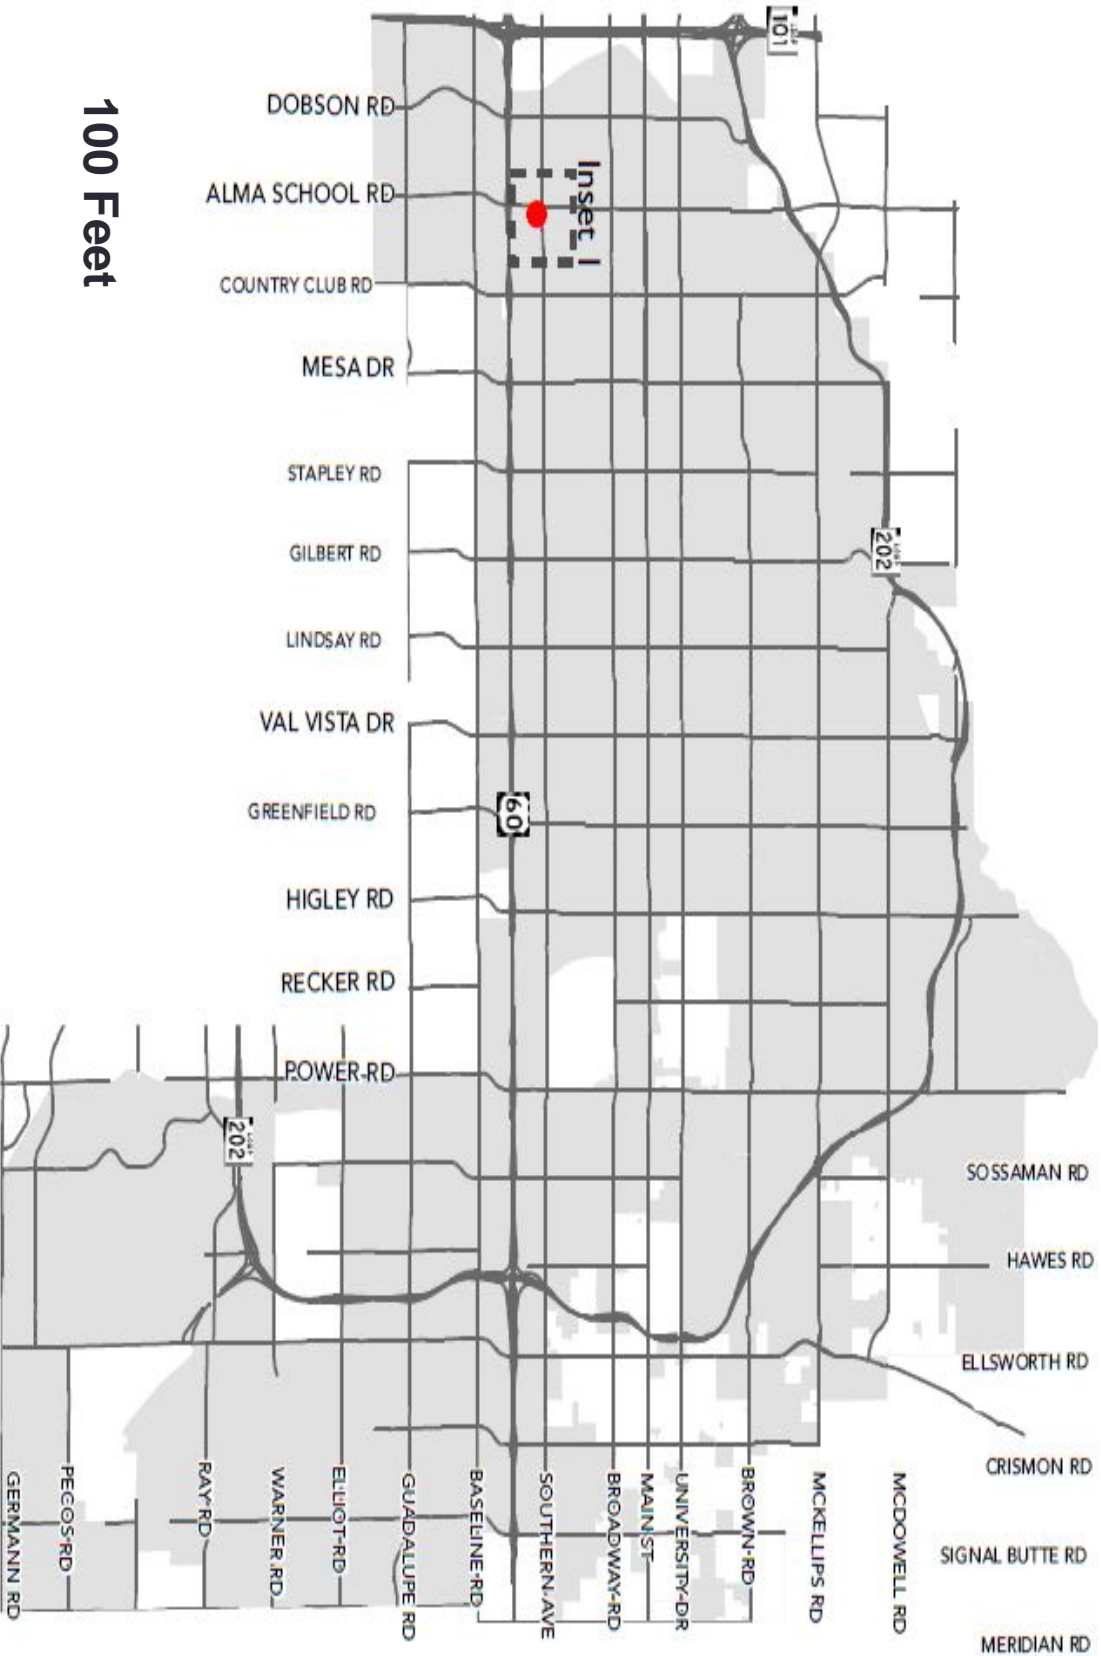 LOOP
101
DOBSON RD
100 Feet
Inset I
ALMA SCHOOL RD
COUNTRY CLUB RD
MESA DR
STAPLEY RD
LOOP
202
GILBERT RD
LINDSAY RD
VAL VISTA DR
60
GREENFIELD RD
HIGLEY RD
RECKER RD
POWER RD
LOOP
202
SOSSAMAN RD
HAWES RD
ELLSWORTH RD
CRISMON RD
SIGNAL BUTTE RD
MERIDIAN RD
GERMANN RD
PECOS RD
RAY RD
WARNER RD
ELLIOT RD
GUADALUPE RD
BASELINE RD
SOUTHERN AVE
BROADWAY RD
MAIN ST
UNIVERSITY DR
BROWN RD
MCKELLIPS RD
MCDOWELL RD